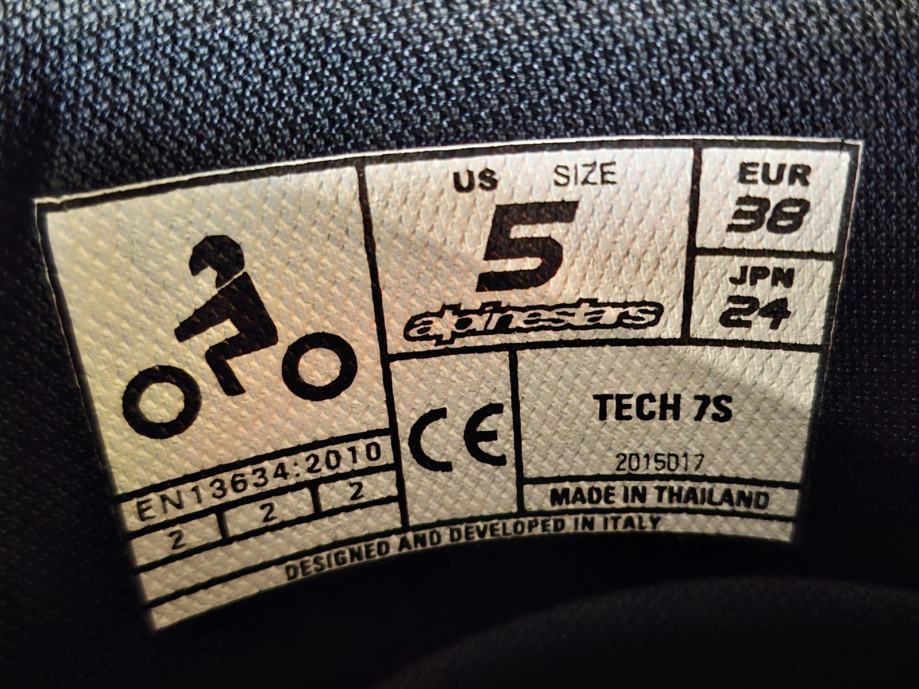 US SIZE
5
alpinestars
EUR
38
JPN
24
CE
TECH 7S
2015017
MADE IN THAILAND
EN13634:2010
2 2 2
DESIGNED AND DEVELOPED IN ITALY